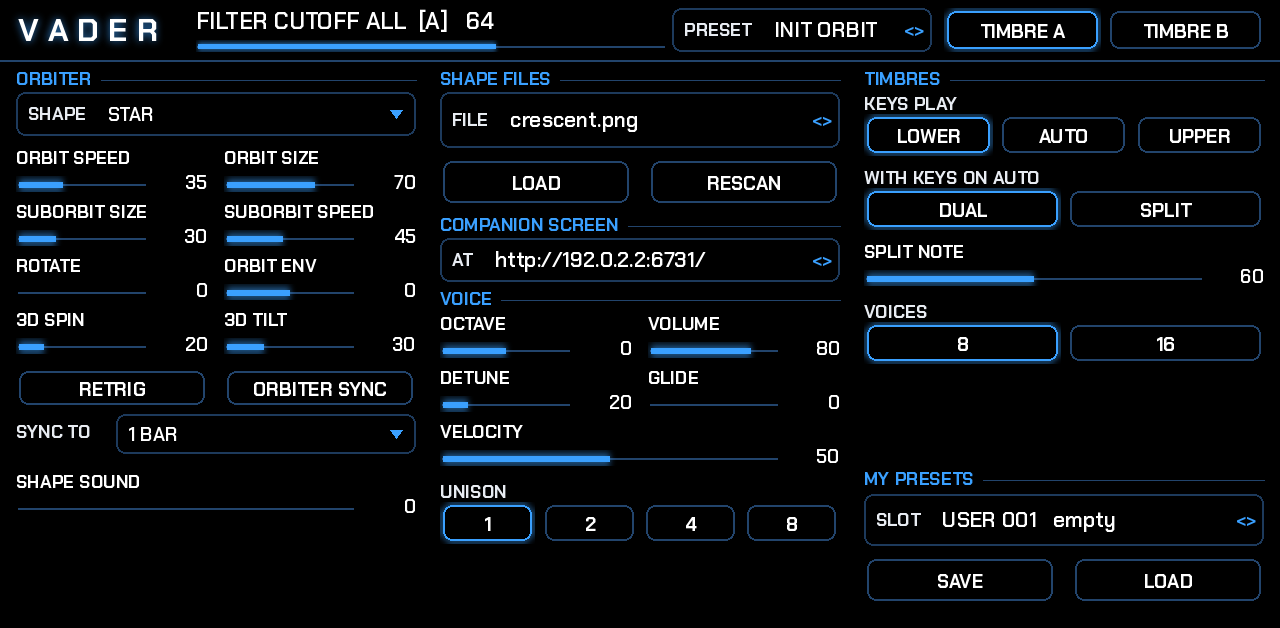 VADER
FILTER CUTOFF ALL [A] 64
PRESET INIT ORBIT <>
TIMBRE A
TIMBRE B
ORBITER
SHAPE STAR
ORBIT SPEED
35
ORBIT SIZE
70
SUBORBIT SIZE
30
SUBORBIT SPEED
45
ROTATE
0
ORBIT ENV
0
3D SPIN
20
3D TILT
30
RETRIG
ORBITER SYNC
SYNC TO 1 BAR
SHAPE SOUND
0
SHAPE FILES
FILE crescent.png <>
LOAD
RESCAN
COMPANION SCREEN
AT http://192.0.2.2:6731/ <>
VOICE
OCTAVE
0
VOLUME
80
DETUNE
20
GLIDE
0
VELOCITY
50
UNISON
1
2
4
8
TIMBRES
KEYS PLAY
LOWER
AUTO
UPPER
WITH KEYS ON AUTO
DUAL
SPLIT
SPLIT NOTE
60
VOICES
8
16
MY PRESETS
SLOT USER 001 empty <>
SAVE
LOAD